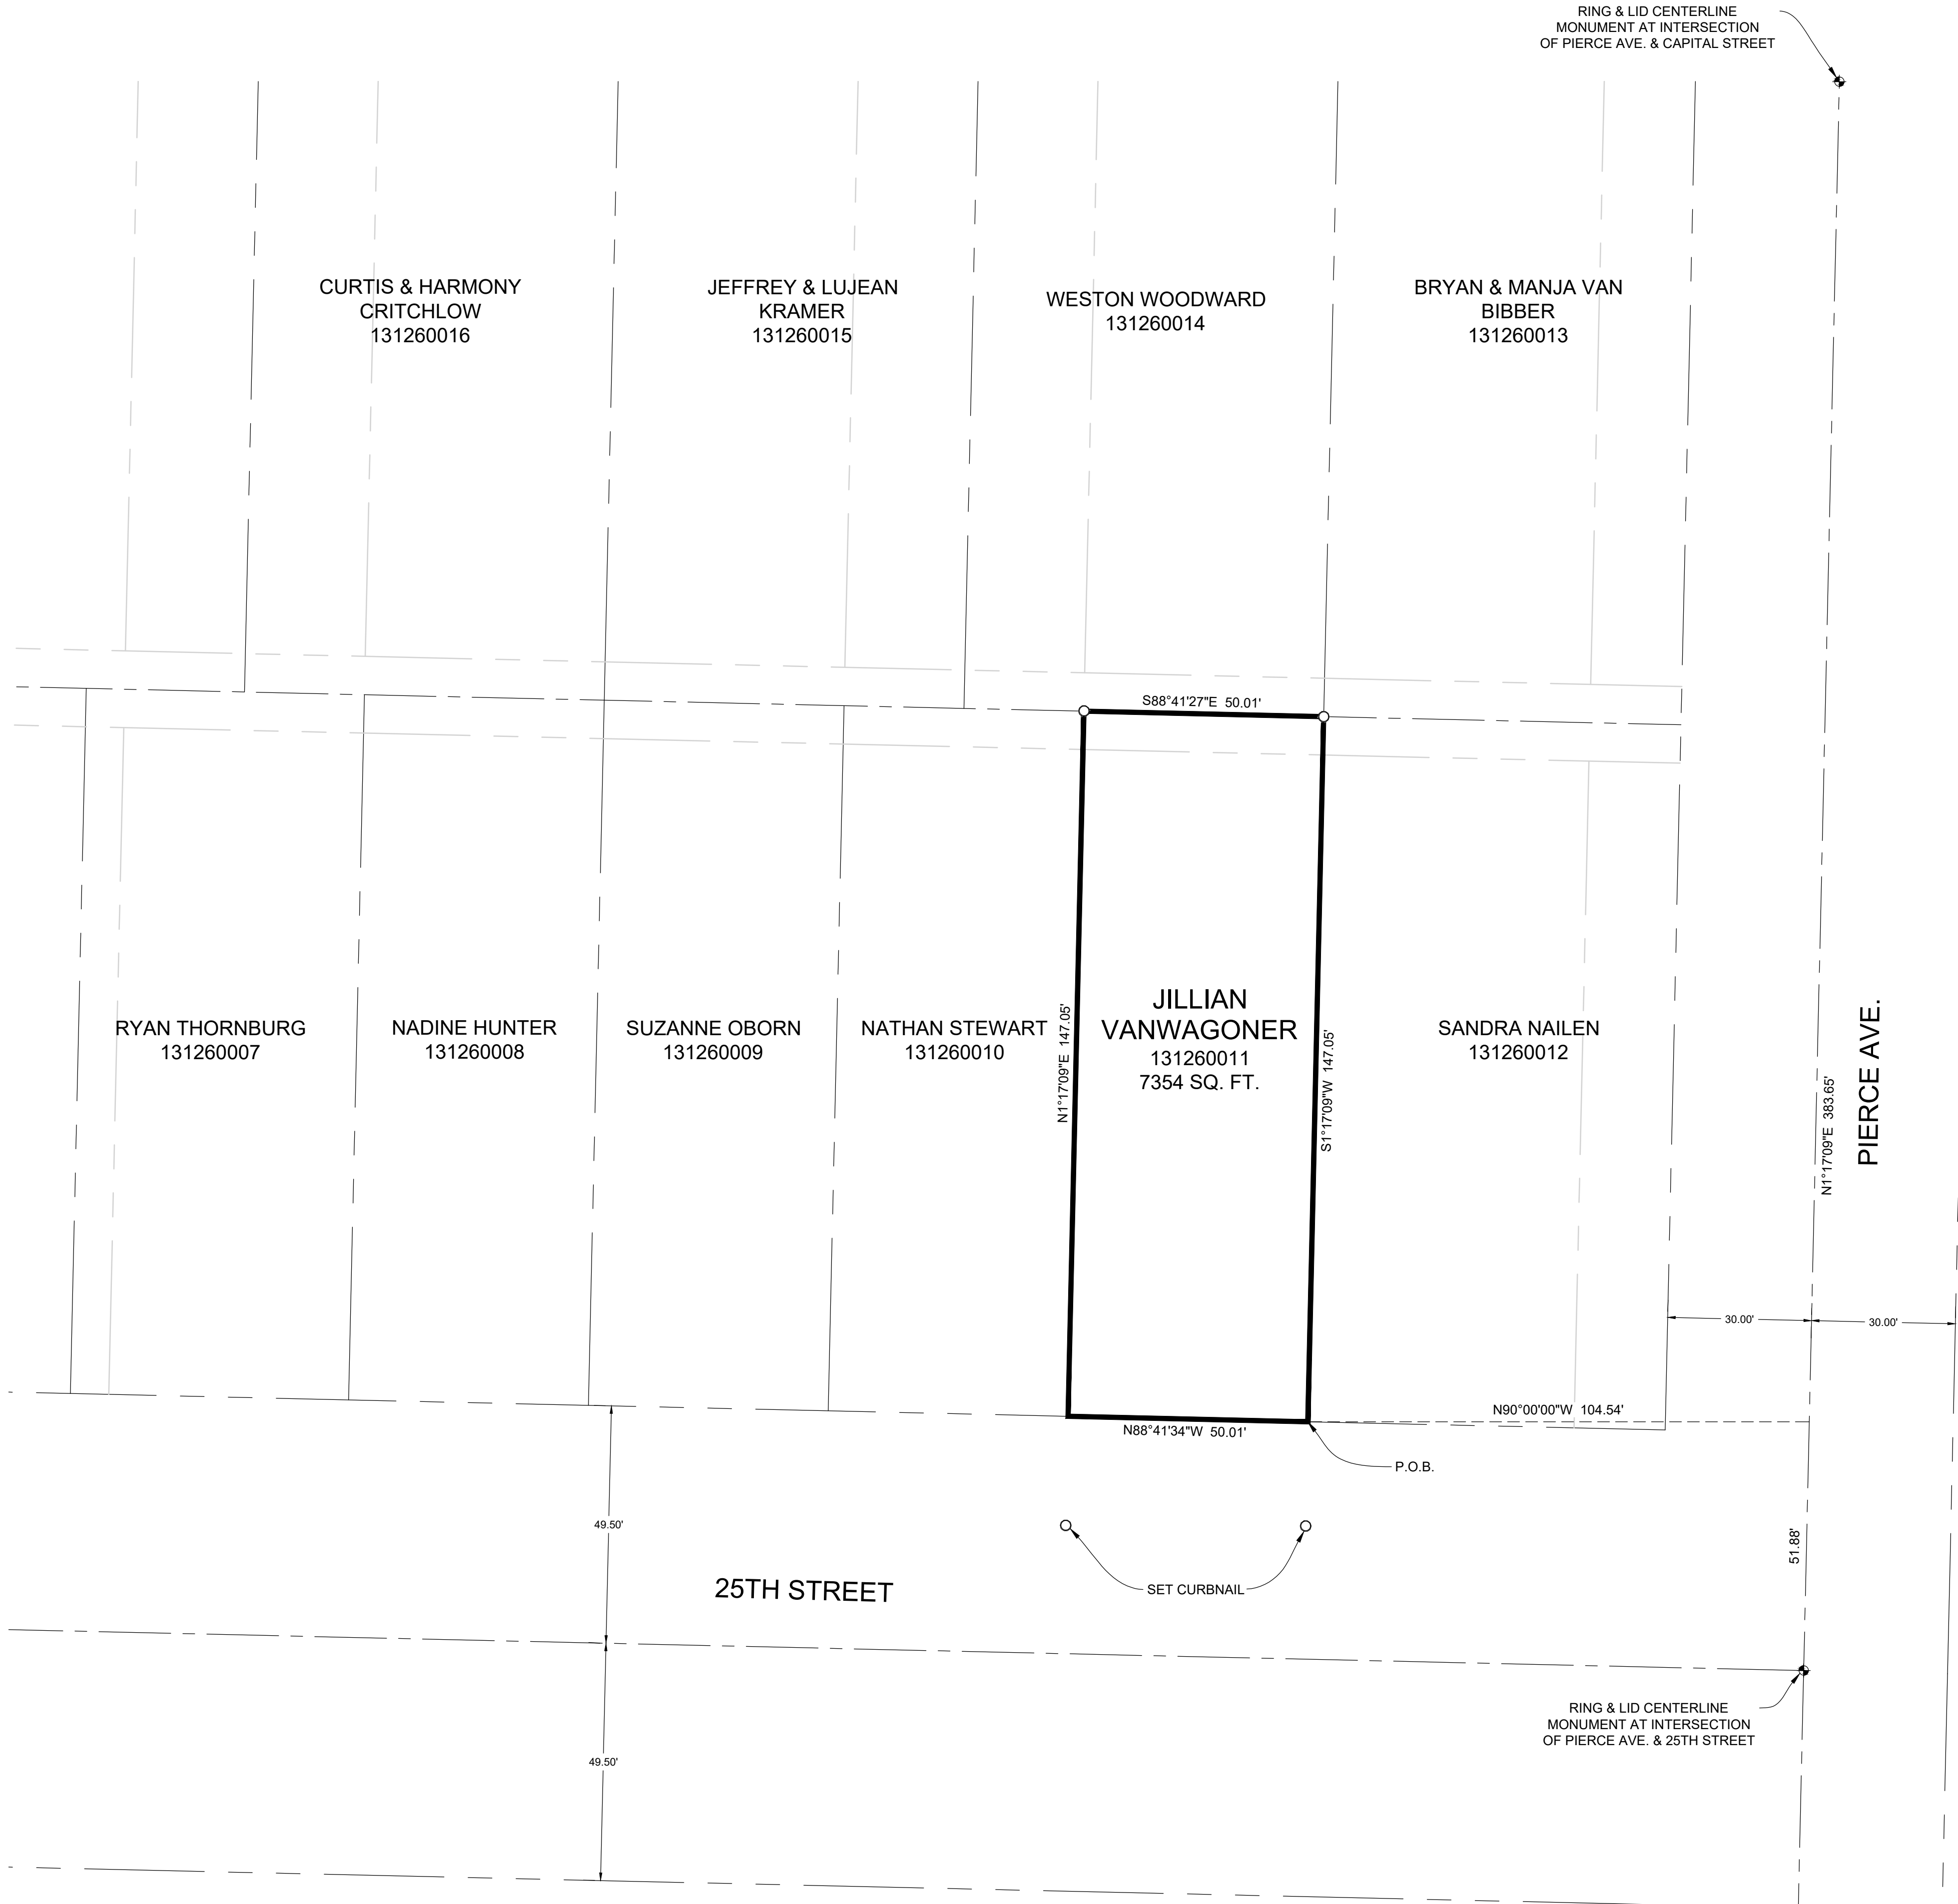 RING & LID CENTERLINE
MONUMENT AT INTERSECTION
OF PIERCE AVE. & CAPITAL STREET
CURTIS & HARMONY
CRITCHLOW
131260016
JEFFREY & LUJEAN
KRAMER
131260015
WESTON WOODWARD
131260014
BRYAN & MANJA VAN
BIBBER
131260013
S88°41'27"E 50.01'
RYAN THORNBURG
131260007
NADINE HUNTER
131260008
SUZANNE OBORN
131260009
NATHAN STEWART
131260010
N1°17'09"E 147.05'
JILLIAN
VANWAGONER
131260011
7354 SQ. FT.
S1°17'09"W 147.05'
SANDRA NAILEN
131260012
N1°17'09"E 383.65'
PIERCE AVE.
30.00'
30.00'
N90°00'00"W 104.54'
N88°41'34"W 50.01'
P.O.B.
49.50'
51.88'
25TH STREET
SET CURBNAIL
RING & LID CENTERLINE
MONUMENT AT INTERSECTION
OF PIERCE AVE. & 25TH STREET
49.50'